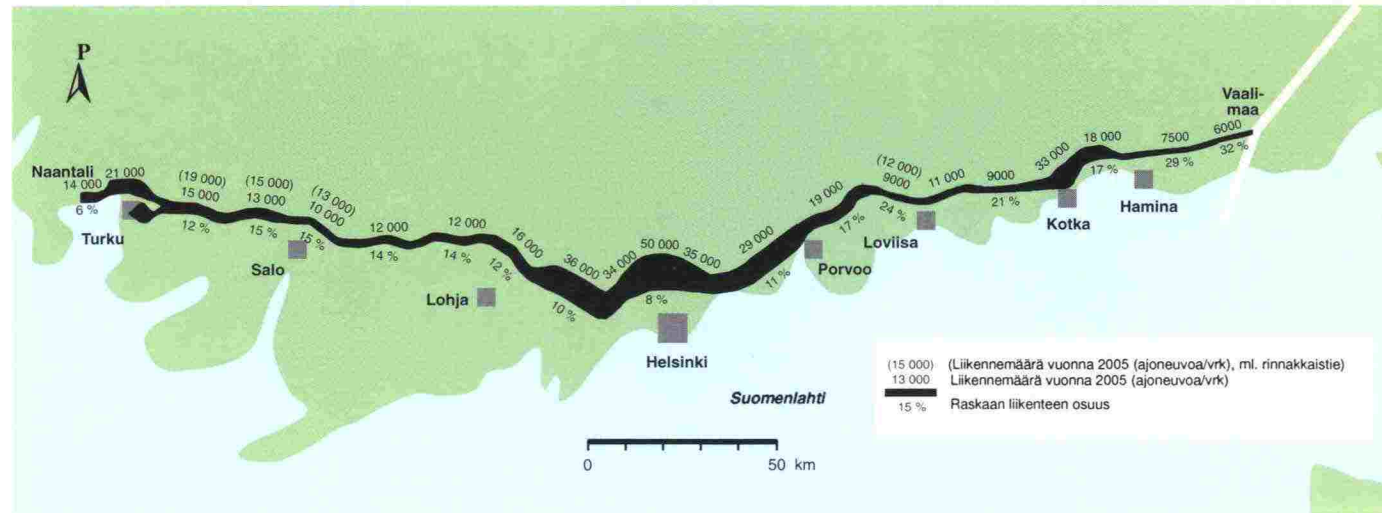 P
Naantali
14 000
6 %
21 000
Turku
(19 000)
15 000
12 %
(15 000)
13 000
15 %
(13 000)
10 000
15 %
Salo
12 000
14 %
12 000
14 %
Lohja
16 000
12 %
36 000
10 %
34 000
50 000
8 %
35 000
Helsinki
29 000
11 %
19 000
17 %
Porvoo
(12 000)
9000
24 %
Loviisa
11 000
9000
21 %
33 000
Kotka
18 000
17 %
Hamina
7500
29 %
6000
32 %
Vaali-
maa
Suomenlahti
0 50 km
(15 000) (Liikennemäärä vuonna 2005 (ajoneuvoa/vrk), ml. rinnakkaistie)
13 000 Liikennemäärä vuonna 2005 (ajoneuvoa/vrk)
15 % Raskaan liikenteen osuus